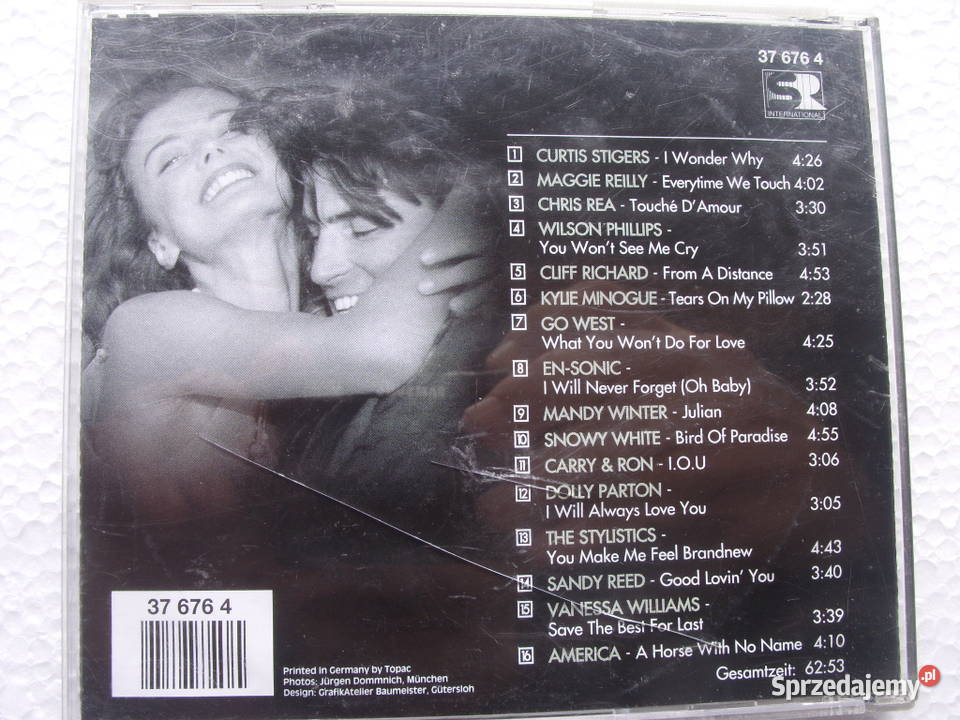 37 676 4
SR
INTERNATIONAL
1 CURTIS STIGERS - I Wonder Why 4:26
2 MAGGIE REILLY - Everytime We Touch 4:02
3 CHRIS REA - Touché D'Amour 3:30
4 WILSON PHILLIPS -
You Won't See Me Cry 3:51
5 CLIFF RICHARD - From A Distance 4:53
6 KYLIE MINOGUE - Tears On My Pillow 2:28
7 GO WEST -
What You Won't Do For Love 4:25
8 EN-SONIC -
I Will Never Forget (Oh Baby) 3:52
9 MANDY WINTER - Julian 4:08
10 SNOWY WHITE - Bird Of Paradise 4:55
11 CARRY & RON - I.O.U 3:06
12 DOLLY PARTON -
I Will Always Love You 3:05
13 THE STYLISTICS -
You Make Me Feel Brandnew 4:43
14 SANDY REED - Good Lovin' You 3:40
15 VANESSA WILLIAMS -
Save The Best For Last 3:39
16 AMERICA - A Horse With No Name 4:10
Gesamtzeit: 62:53
37 676 4
Printed in Germany by Topac
Photos: Jürgen Dommnich, München
Design: GrafikAtelier Baumeister, Gütersloh
Sprzedajemy .pl